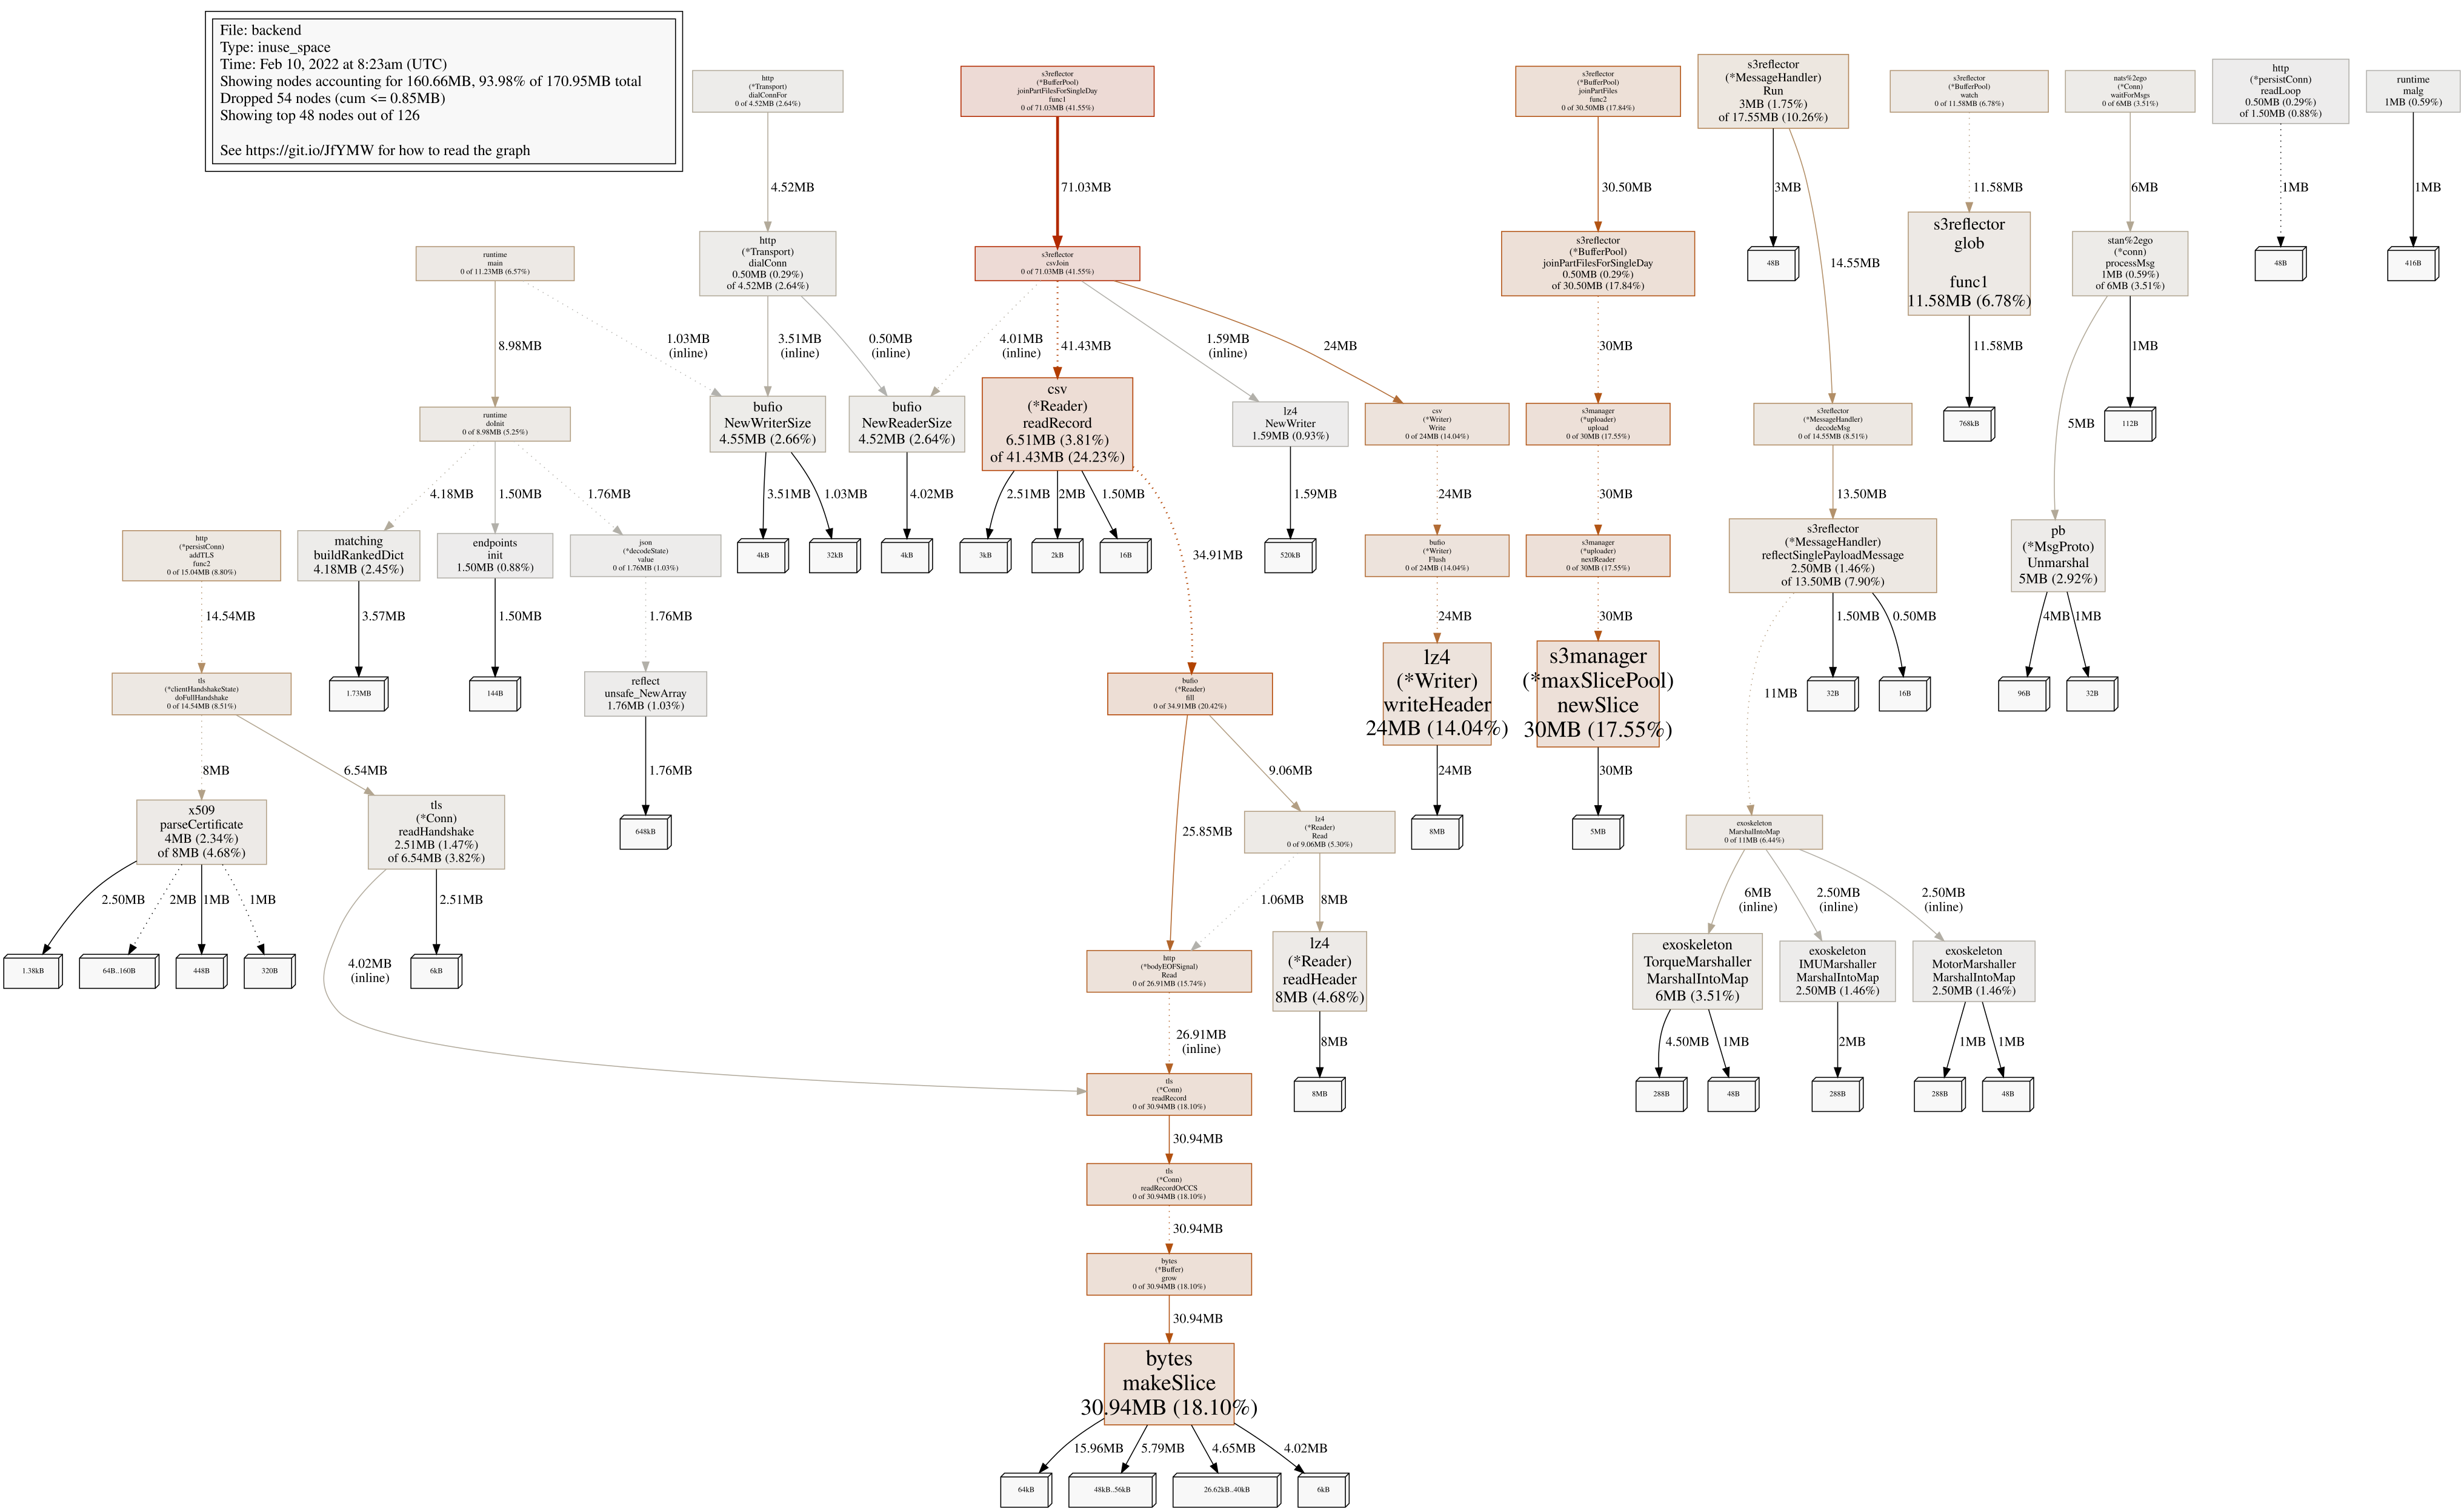 File: backend
Type: inuse_space
Time: Feb 10, 2022 at 8:23am (UTC)
Showing nodes accounting for 160.66MB, 93.98% of 170.95MB total
Dropped 54 nodes (cum <= 0.85MB)
Showing top 48 nodes out of 126
See https://git.io/JfYMW for how to read the graph
http
(*Transport)
dialConnFor
0 of 4.52MB (2.64%)
s3reflector
(*BufferPool)
joinPartFilesForSingleDay
func1
0 of 71.03MB (41.55%)
s3reflector
(*BufferPool)
joinPartFiles
func2
0 of 30.50MB (17.84%)
s3reflector
(*MessageHandler)
Run
3MB (1.75%)
of 17.55MB (10.26%)
s3reflector
(*BufferPool)
watch
0 of 11.58MB (6.78%)
nats%2ego
(*Conn)
waitForMsgs
0 of 6MB (3.51%)
http
(*persistConn)
readLoop
0.50MB (0.29%)
of 1.50MB (0.88%)
runtime
malg
1MB (0.59%)
4.52MB
71.03MB
30.50MB
3MB
11.58MB
6MB
1MB
1MB
runtime
main
0 of 11.23MB (6.57%)
http
(*Transport)
dialConn
0.50MB (0.29%)
of 4.52MB (2.64%)
s3reflector
csvJoin
0 of 71.03MB (41.55%)
s3reflector
(*BufferPool)
joinPartFilesForSingleDay
0.50MB (0.29%)
of 30.50MB (17.84%)
48B
14.55MB
s3reflector
glob
func1
11.58MB (6.78%)
stan%2ego
(*conn)
processMsg
1MB (0.59%)
of 6MB (3.51%)
48B
416B
8.98MB
1.03MB
(inline)
3.51MB
(inline)
0.50MB
(inline)
4.01MB
(inline)
41.43MB
1.59MB
(inline)
24MB
30MB
11.58MB
1MB
runtime
doInit
0 of 8.98MB (5.25%)
bufio
NewWriterSize
4.55MB (2.66%)
bufio
NewReaderSize
4.52MB (2.64%)
csv
(*Reader)
readRecord
6.51MB (3.81%)
of 41.43MB (24.23%)
lz4
NewWriter
1.59MB (0.93%)
csv
(*Writer)
Write
0 of 24MB (14.04%)
s3manager
(*uploader)
upload
0 of 30MB (17.55%)
s3reflector
(*MessageHandler)
decodeMsg
0 of 14.55MB (8.51%)
768kB
5MB
112B
4.18MB
1.50MB
1.76MB
3.51MB
1.03MB
4.02MB
2.51MB
2MB
1.50MB
34.91MB
1.59MB
24MB
30MB
13.50MB
http
(*persistConn)
addTLS
func2
0 of 15.04MB (8.80%)
matching
buildRankedDict
4.18MB (2.45%)
endpoints
init
1.50MB (0.88%)
json
(*decodeState)
value
0 of 1.76MB (1.03%)
4kB
32kB
4kB
3kB
2kB
16B
520kB
bufio
(*Writer)
Flush
0 of 24MB (14.04%)
s3manager
(*uploader)
nextReader
0 of 30MB (17.55%)
s3reflector
(*MessageHandler)
reflectSinglePayloadMessage
2.50MB (1.46%)
of 13.50MB (7.90%)
pb
(*MsgProto)
Unmarshal
5MB (2.92%)
14.54MB
3.57MB
1.50MB
1.76MB
24MB
30MB
1.50MB
0.50MB
4MB
1MB
tls
(*clientHandshakeState)
doFullHandshake
0 of 14.54MB (8.51%)
1.73MB
144B
reflect
unsafe_NewArray
1.76MB (1.03%)
bufio
(*Reader)
fill
0 of 34.91MB (20.42%)
lz4
(*Writer)
writeHeader
24MB (14.04%)
s3manager
(*maxSlicePool)
newSlice
30MB (17.55%)
11MB
32B
16B
96B
32B
8MB
6.54MB
1.76MB
25.85MB
9.06MB
24MB
30MB
x509
parseCertificate
4MB (2.34%)
of 8MB (4.68%)
tls
(*Conn)
readHandshake
2.51MB (1.47%)
of 6.54MB (3.82%)
648kB
lz4
(*Reader)
Read
0 of 9.06MB (5.30%)
8MB
5MB
exoskeleton
MarshalIntoMap
0 of 11MB (6.44%)
2.50MB
2MB
1MB
1MB
2.51MB
1.06MB
8MB
6MB
(inline)
2.50MB
(inline)
2.50MB
(inline)
1.38kB
64B..160B
448B
320B
4.02MB
(inline)
6kB
http
(*bodyEOFSignal)
Read
0 of 26.91MB (15.74%)
lz4
(*Reader)
readHeader
8MB (4.68%)
exoskeleton
TorqueMarshaller
MarshalIntoMap
6MB (3.51%)
exoskeleton
IMUMarshaller
MarshalIntoMap
2.50MB (1.46%)
exoskeleton
MotorMarshaller
MarshalIntoMap
2.50MB (1.46%)
26.91MB
(inline)
8MB
4.50MB
1MB
2MB
1MB
1MB
tls
(*Conn)
readRecord
0 of 30.94MB (18.10%)
8MB
288B
48B
288B
288B
48B
30.94MB
tls
(*Conn)
readRecordOrCCS
0 of 30.94MB (18.10%)
30.94MB
bytes
(*Buffer)
grow
0 of 30.94MB (18.10%)
30.94MB
bytes
makeSlice
30.94MB (18.10%)
15.96MB
5.79MB
4.65MB
4.02MB
64kB
48kB..56kB
26.62kB..40kB
6kB